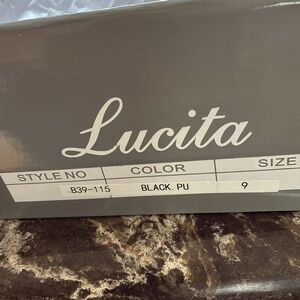 Lucita
STYLE NO COLOR SIZE
B39-115 BLACK. PU 9